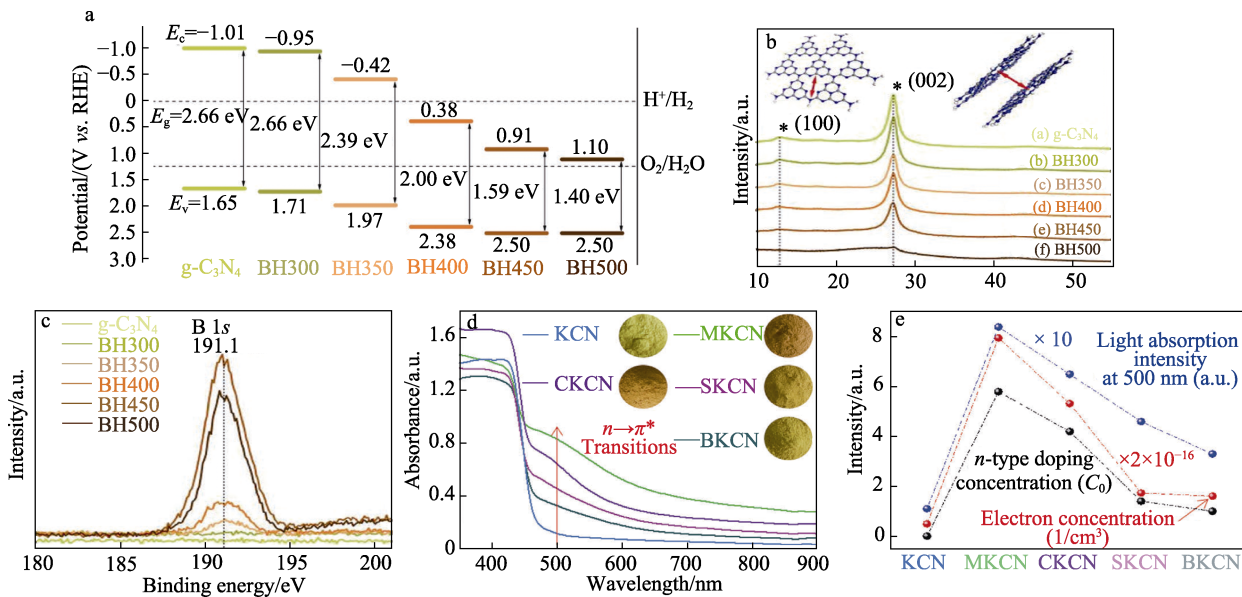 a
Potential/(V vs. RHE)
−1.0
−0.5
0
0.5
1.0
1.5
2.0
2.5
3.0
Ec=−1.01
−0.95
−0.42
0.38
0.91
1.10
H⁺/H₂
O₂/H₂O
Eg=2.66 eV
2.66 eV
2.39 eV
2.00 eV
1.59 eV
1.40 eV
Ev=1.65
1.71
1.97
2.38
2.50
2.50
g-C₃N₄
BH300
BH350
BH400
BH450
BH500
b
Intensity/a.u.
* (100)
* (002)
(a) g-C₃N₄
(b) BH300
(c) BH350
(d) BH400
(e) BH450
(f) BH500
10
20
30
40
50
c
Intensity/a.u.
g-C₃N₄
BH300
BH350
BH400
BH450
BH500
B 1s
191.1
180
185
190
195
200
Binding energy/eV
d
Absorbance/a.u.
1.6
1.2
0.8
0.4
0
KCN
MKCN
CKCN
SKCN
BKCN
n→π*
Transitions
400
500
600
700
800
900
Wavelength/nm
e
Intensity/a.u.
8
6
4
2
0
× 10
Light absorption
intensity
at 500 nm (a.u.)
n-type doping
concentration (C₀)
×2×10⁻¹⁶
Electron concentration
(1/cm³)
KCN
MKCN
CKCN
SKCN
BKCN